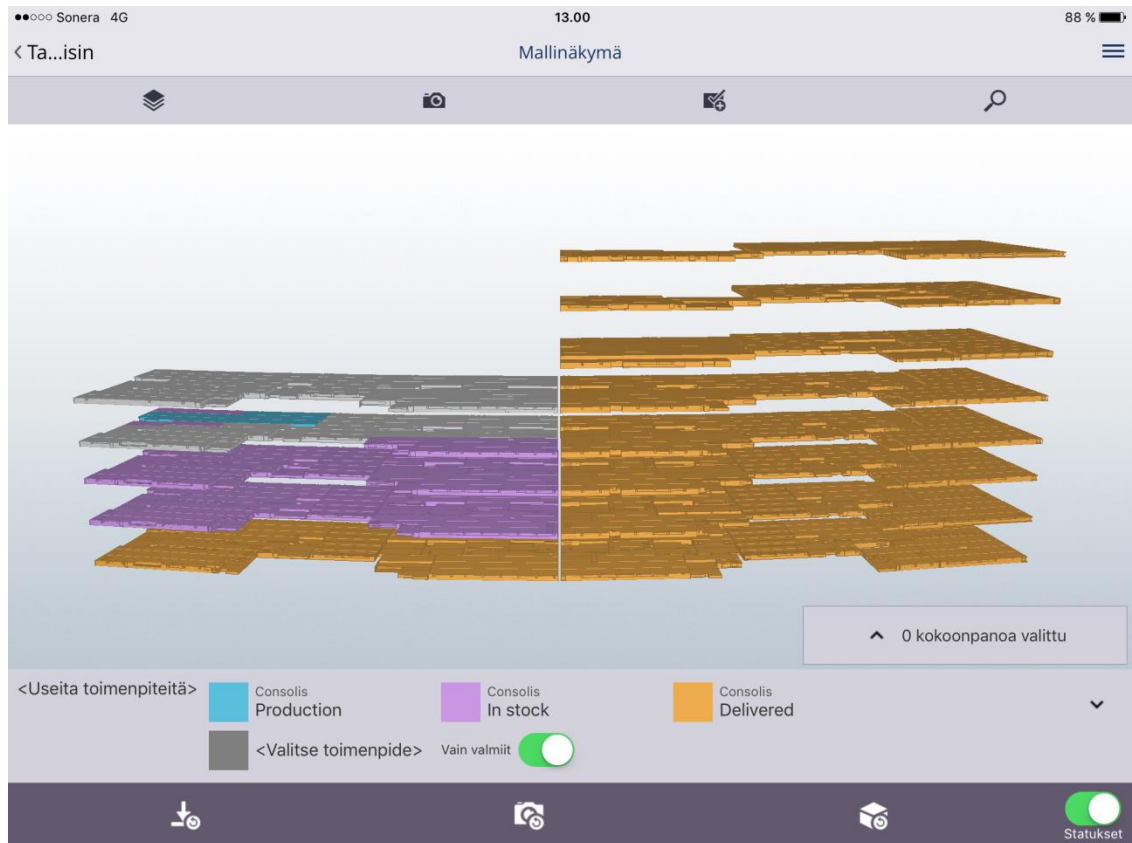 Sonera 4G
13.00
88 %
Ta...isin
Mallinäkymä
0 kokoonpanoa valittu
<Useita toimenpiteitä>
Consolis
Production
Consolis
In stock
Consolis
Delivered
<Valitse toimenpide>
Vain valmiit
Statukset